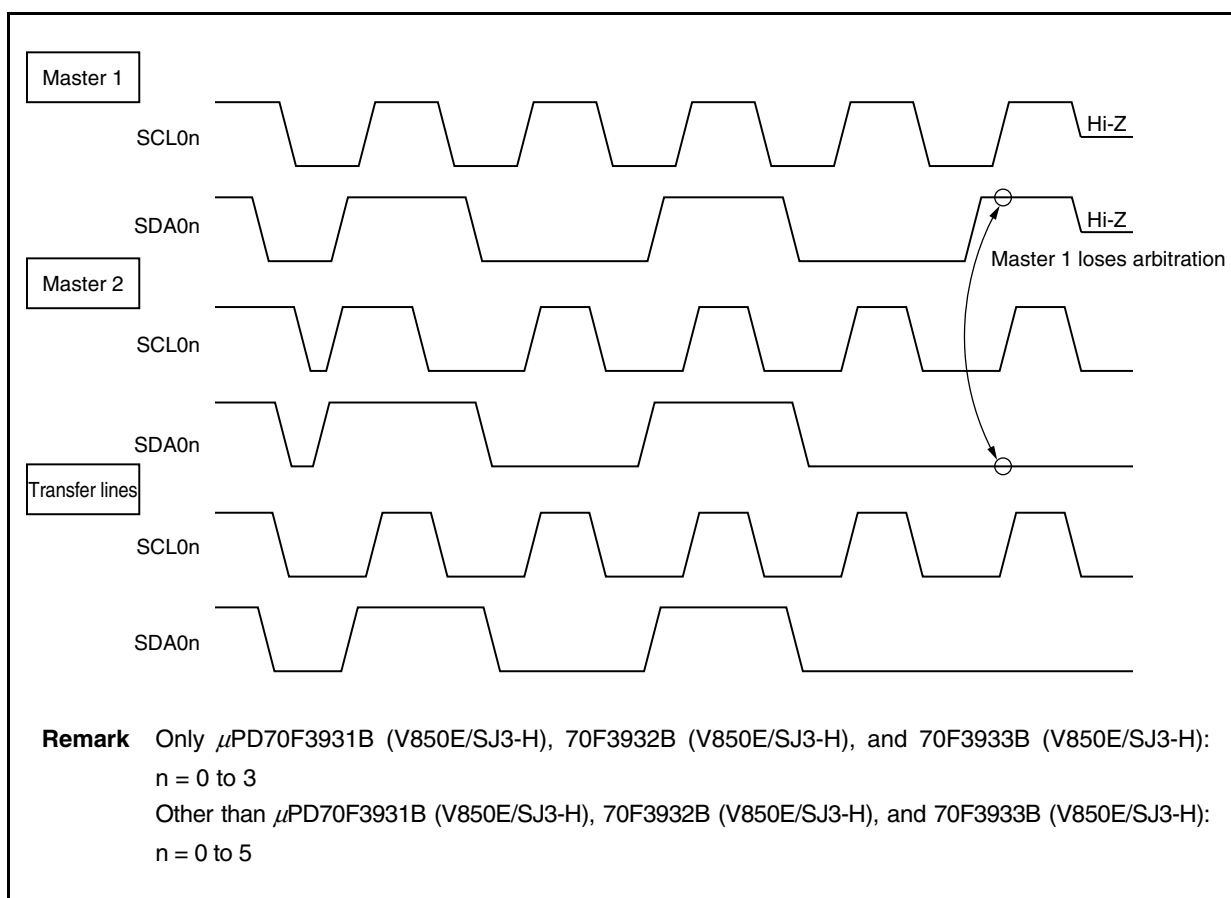 Master 1
SCL0n
Hi-Z
SDA0n
Hi-Z
Master 1 loses arbitration
Master 2
SCL0n
SDA0n
Transfer lines
SCL0n
SDA0n
Remark Only μPD70F3931B (V850E/SJ3-H), 70F3932B (V850E/SJ3-H), and 70F3933B (V850E/SJ3-H):
n = 0 to 3
Other than μPD70F3931B (V850E/SJ3-H), 70F3932B (V850E/SJ3-H), and 70F3933B (V850E/SJ3-H):
n = 0 to 5